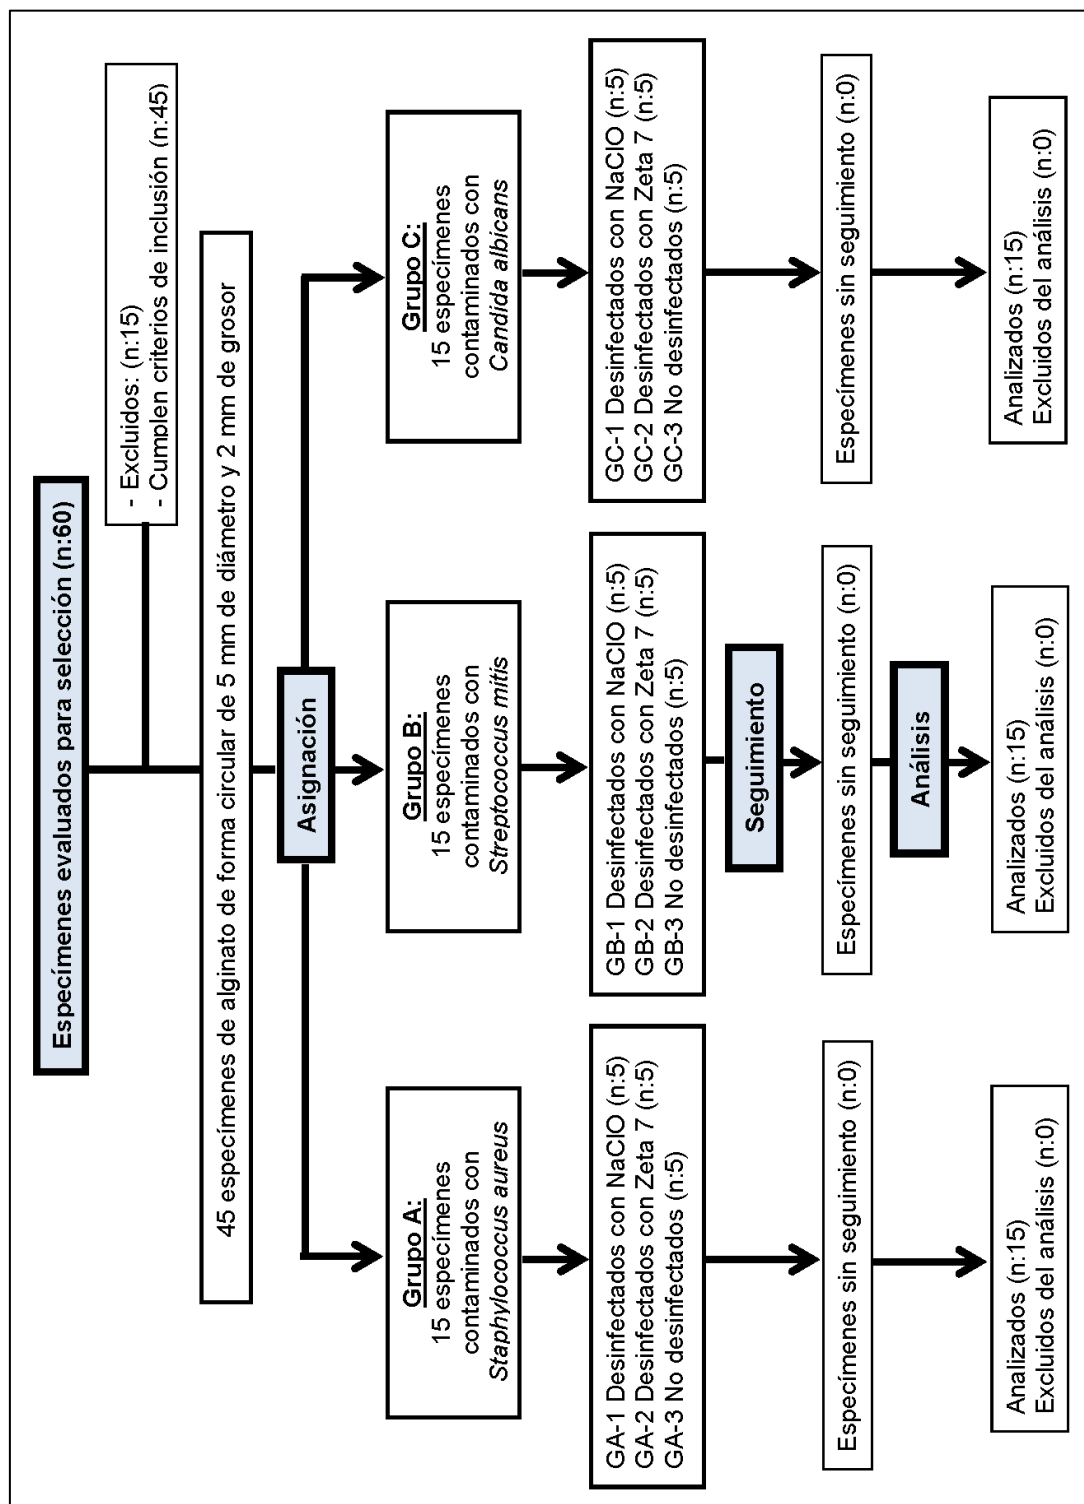 Especímenes evaluados para selección (n:60)
- Excluidos: (n:15)
- Cumplen criterios de inclusión (n:45)
45 especímenes de alginato de forma circular de 5 mm de diámetro y 2 mm de grosor
Asignación
Grupo A:
15 especímenes
contaminados con
Staphylococcus aureus
Grupo B:
15 especímenes
contaminados con
Streptococcus mitis
Grupo C:
15 especímenes
contaminados con
Candida albicans
GA-1 Desinfectados con NaClO (n:5)
GA-2 Desinfectados con Zeta 7 (n:5)
GA-3 No desinfectados (n:5)
GB-1 Desinfectados con NaClO (n:5)
GB-2 Desinfectados con Zeta 7 (n:5)
GB-3 No desinfectados (n:5)
GC-1 Desinfectados con NaClO (n:5)
GC-2 Desinfectados con Zeta 7 (n:5)
GC-3 No desinfectados (n:5)
Seguimiento
Especímenes sin seguimiento (n:0)
Especímenes sin seguimiento (n:0)
Especímenes sin seguimiento (n:0)
Análisis
Analizados (n:15)
Excluidos del análisis (n:0)
Analizados (n:15)
Excluidos del análisis (n:0)
Analizados (n:15)
Excluidos del análisis (n:0)